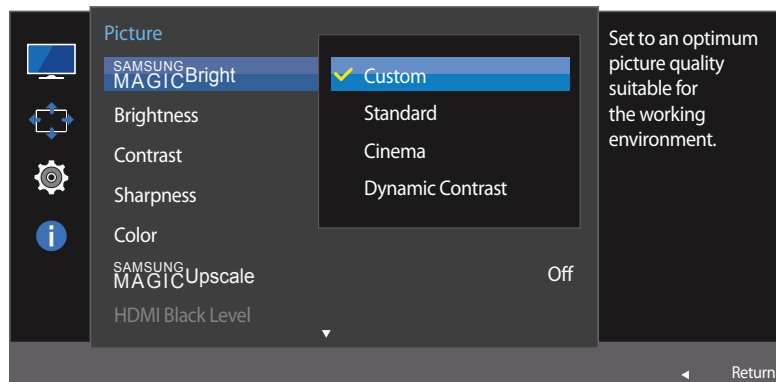 Picture
SAMSUNG
MAGICBright
Custom
Brightness
Standard
Contrast
Cinema
Sharpness
Dynamic Contrast
Color
SAMSUNG
MAGICUpscale
Off
HDMI Black Level
Set to an optimum
picture quality
suitable for
the working
environment.
i
Return